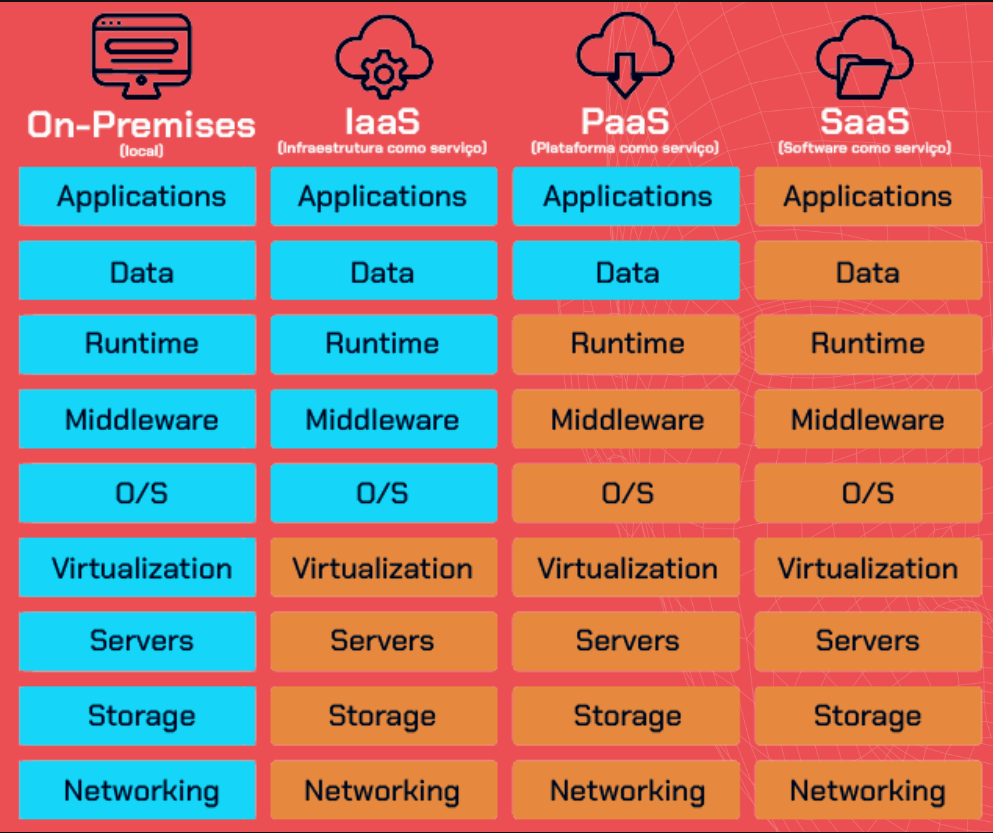 On-Premises
(local)
IaaS
(Infraestrutura como serviço)
PaaS
(Plataforma como serviço)
SaaS
(Software como serviço)
Applications
Applications
Applications
Applications
Data
Data
Data
Data
Runtime
Runtime
Runtime
Runtime
Middleware
Middleware
Middleware
Middleware
O/S
O/S
O/S
O/S
Virtualization
Virtualization
Virtualization
Virtualization
Servers
Servers
Servers
Servers
Storage
Storage
Storage
Storage
Networking
Networking
Networking
Networking